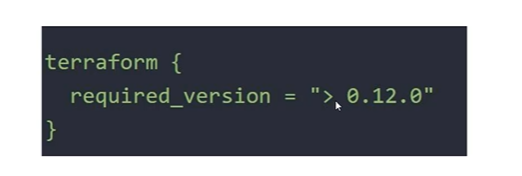 terraform {
required_version = "> 0.12.0"
}